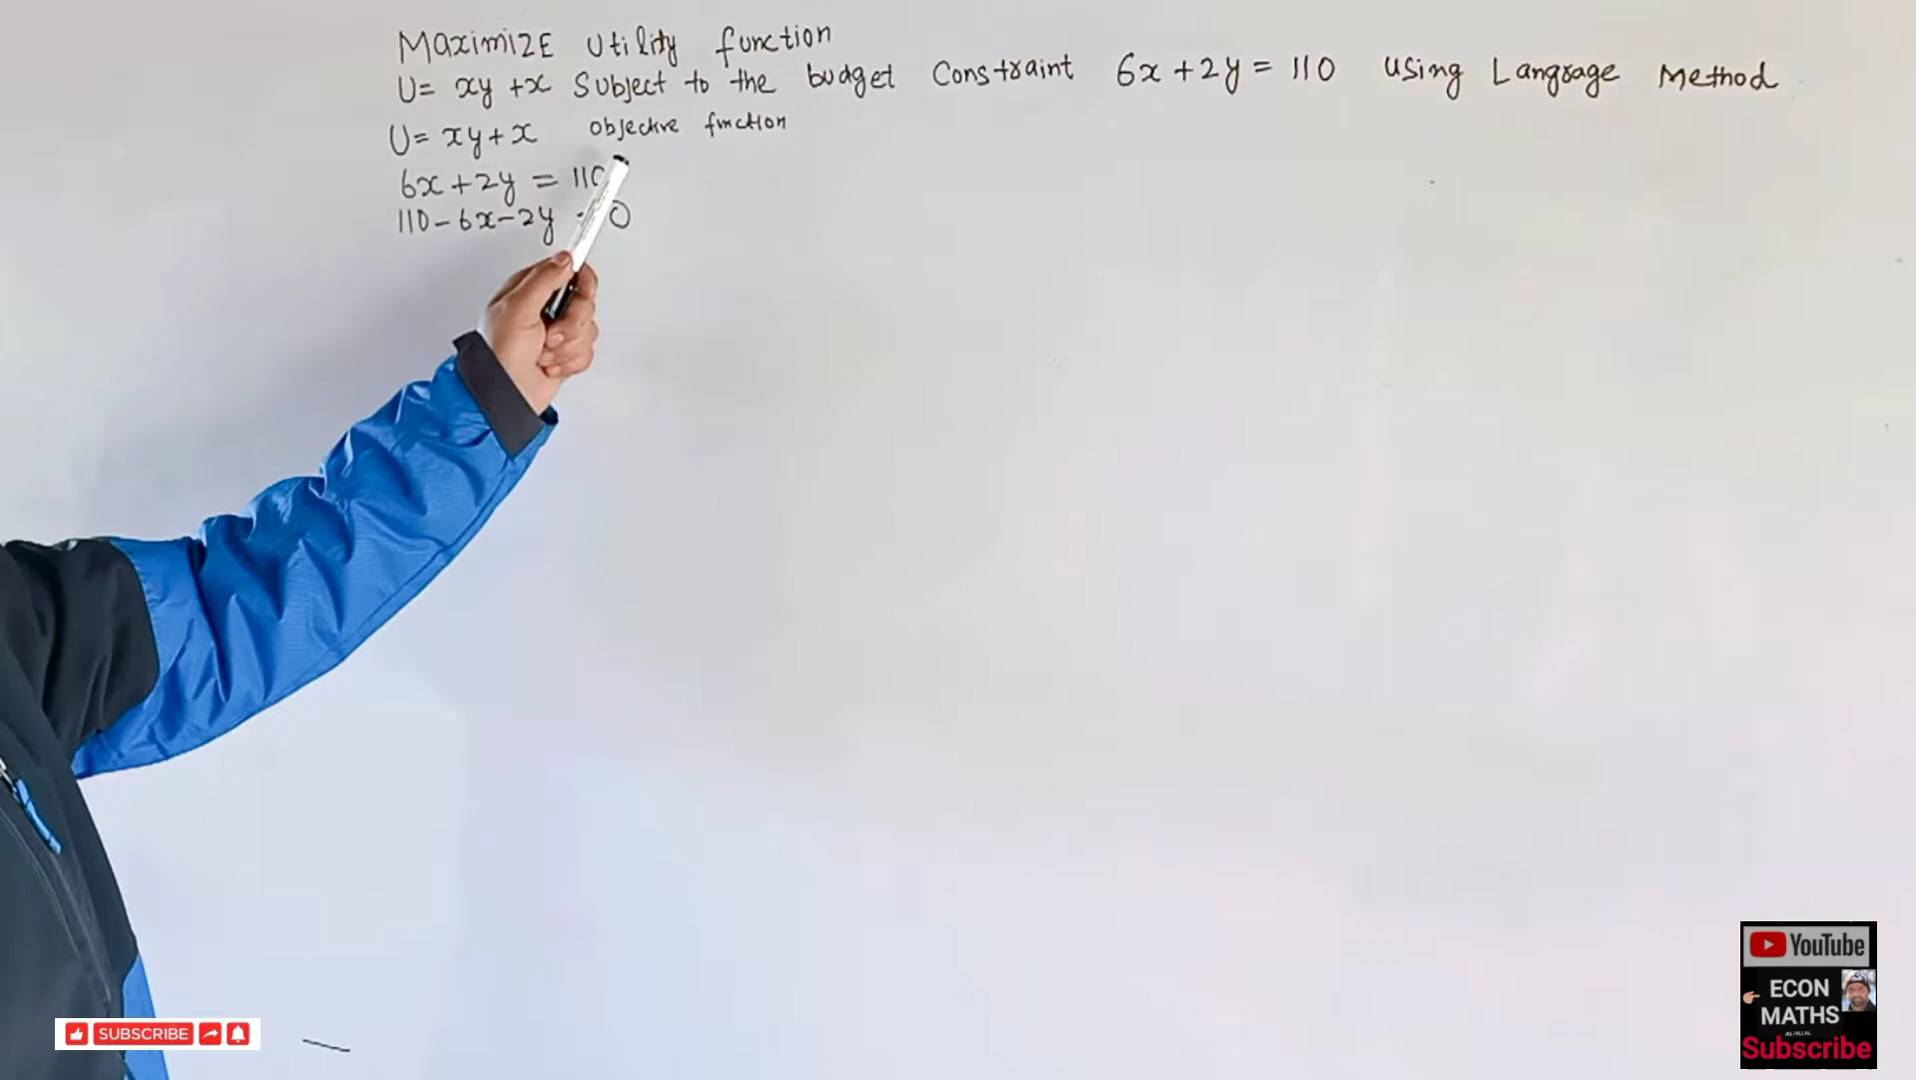 MaximizE Utility function
U= xy +x Subject to the budget Constraint 6x +2y = 110 Using Langrage Method
U= xy+x Objective function
6x+2y = 110
110-6x-2y 0
SUBSCRIBE
YouTube
ECON
MATHS
Subscribe